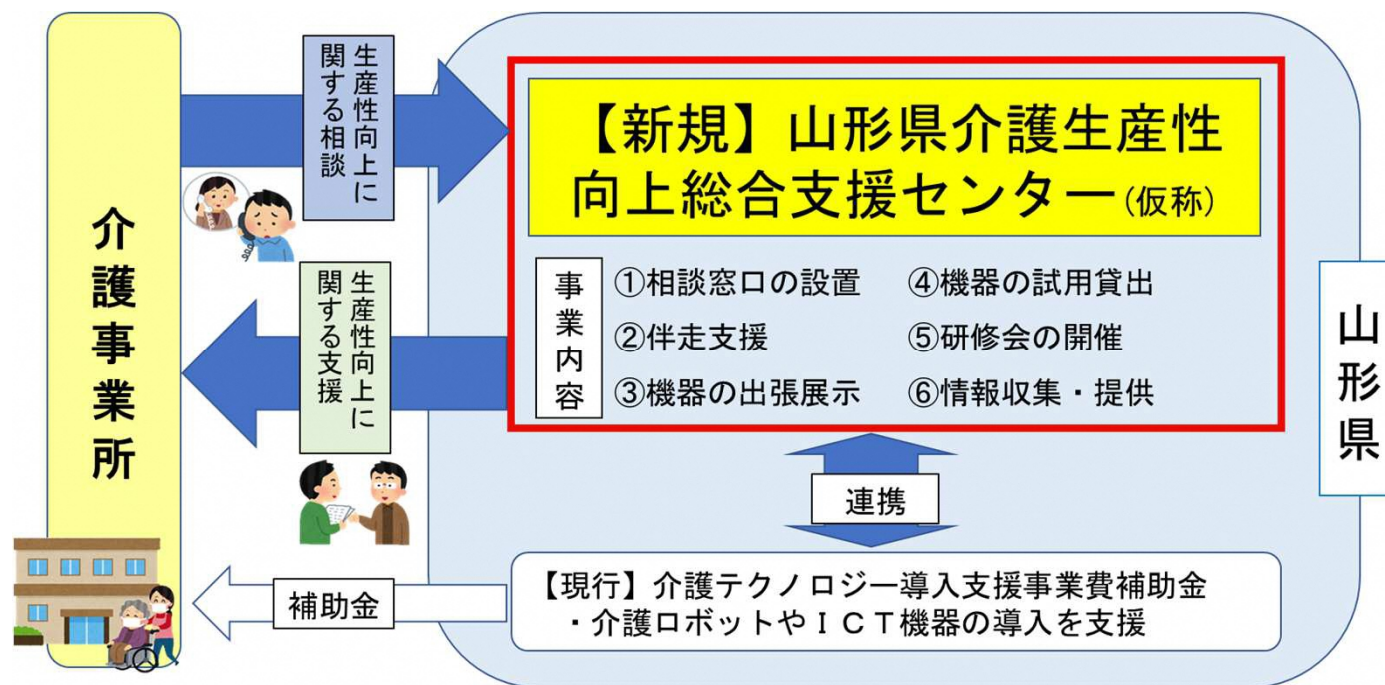 介護事業所
生産性向上に
関する相談
生産性向上に
関する支援
補助金
【新規】山形県介護生産性
向上総合支援センター(仮称)
事業内容
①相談窓口の設置
②伴走支援
③機器の出張展示
④機器の試用貸出
⑤研修会の開催
⑥情報収集・提供
連携
【現行】介護テクノロジー導入支援事業費補助金
・介護ロボットやＩＣＴ機器の導入を支援
山形県